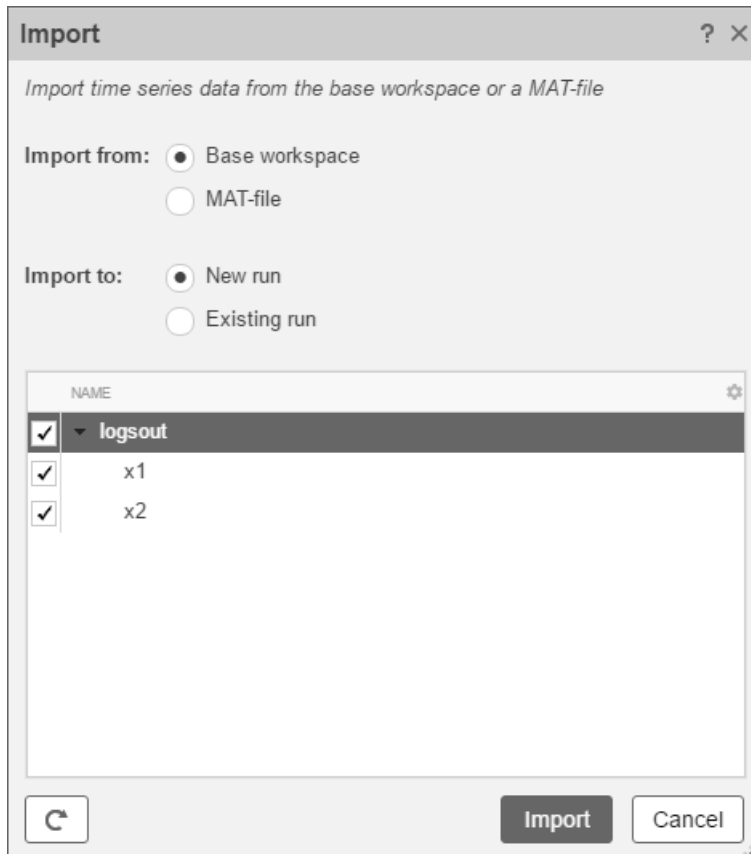 Import ?
Import time series data from the base workspace or a MAT-file
Import from: Base workspace
MAT-file
Import to: New run
Existing run
NAME
logsout
x1
x2
Import Cancel